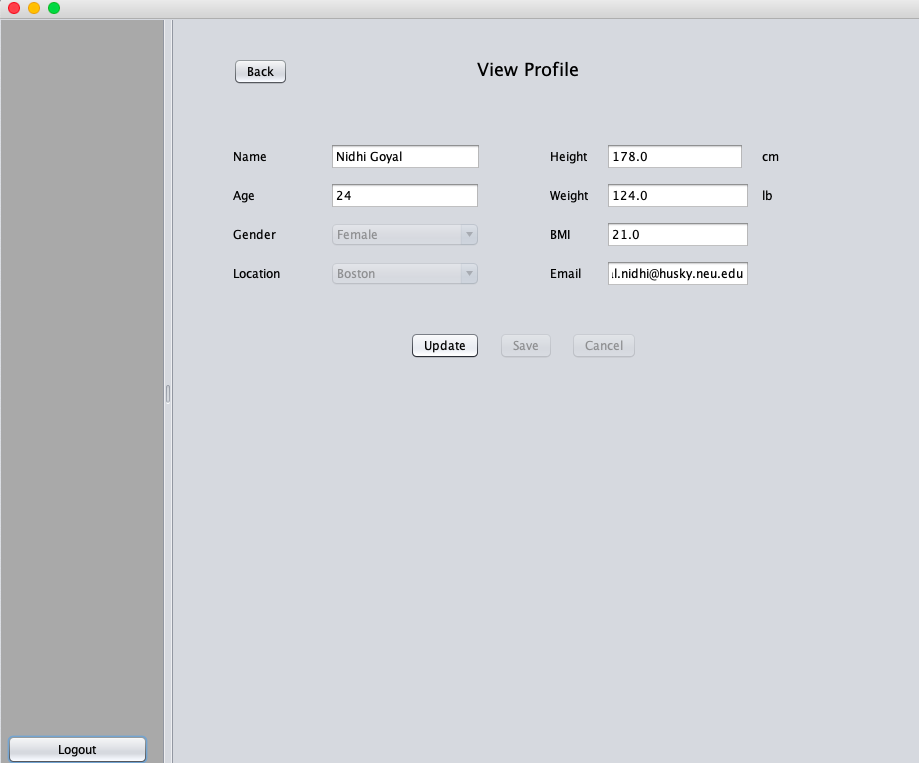 Back View Profile
Name Nidhi Goyal Height 178.0 cm
Age 24 Weight 124.0 lb
Gender Female BMI 21.0
Location Boston Email l.nidhi@husky.neu.edu
Update Save Cancel
Logout